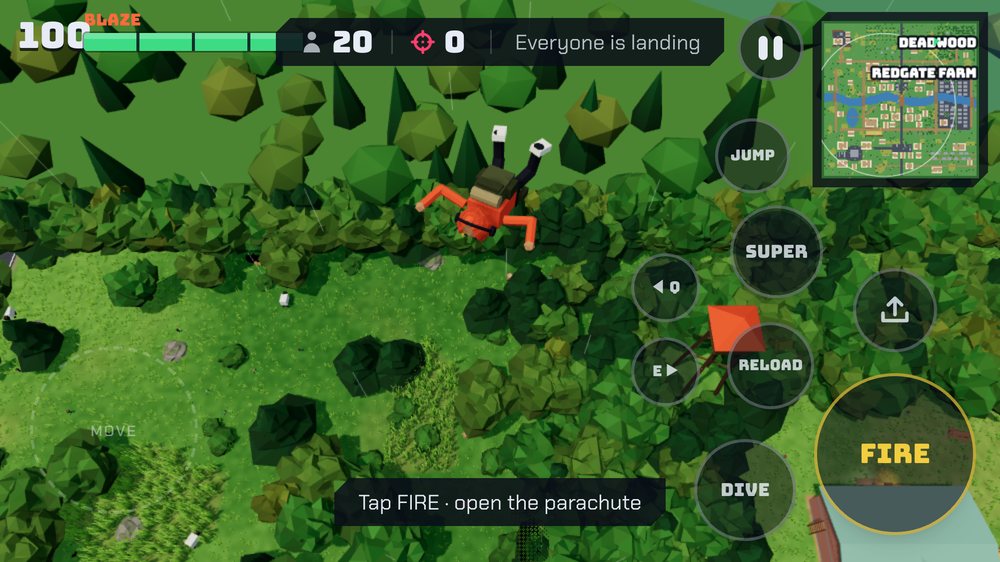 BLAZE
100
20
0
Everyone is landing
DEADWOOD
REDGATE FARM
JUMP
SUPER
Q
E
RELOAD
MOVE
FIRE
DIVE
Tap FIRE · open the parachute